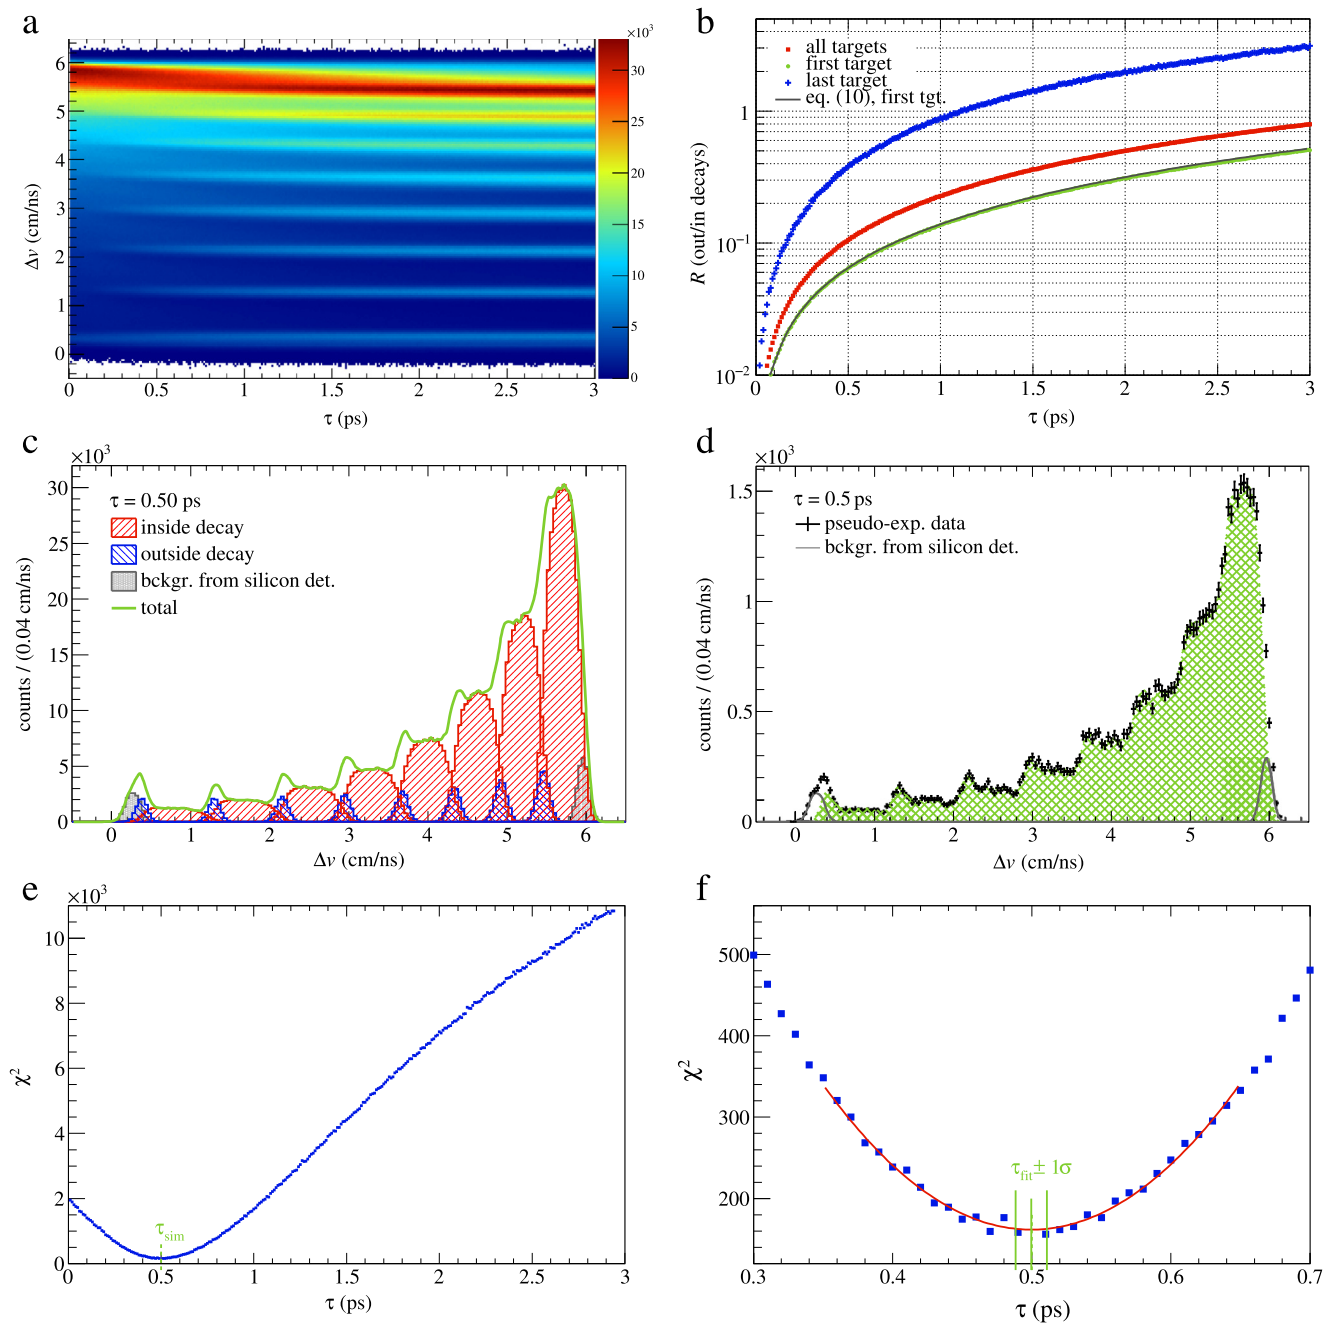 a
×10³
6
5
4
3
2
1
0
Δv (cm/ns)
0 0.5 1 1.5 2 2.5 3
τ (ps)
30
25
20
15
10
5
0
b
all targets
first target
last target
eq. (10), first tgt.
1
10⁻¹
10⁻²
R (out/in decays)
0 0.5 1 1.5 2 2.5 3
τ (ps)
c
×10³
τ = 0.50 ps
inside decay
outside decay
bckgr. from silicon det.
total
30
25
20
15
10
5
0
counts / (0.04 cm/ns)
0 1 2 3 4 5 6
Δv (cm/ns)
d
×10³
τ = 0.5 ps
pseudo-exp. data
bckgr. from silicon det.
1.5
1
0.5
0
counts / (0.04 cm/ns)
0 1 2 3 4 5 6
Δv (cm/ns)
e
×10³
10
8
6
4
2
0
χ²
τsim
0 0.5 1 1.5 2 2.5 3
τ (ps)
f
500
400
300
200
χ²
τfit ± 1σ
0.3 0.4 0.5 0.6 0.7
τ (ps)